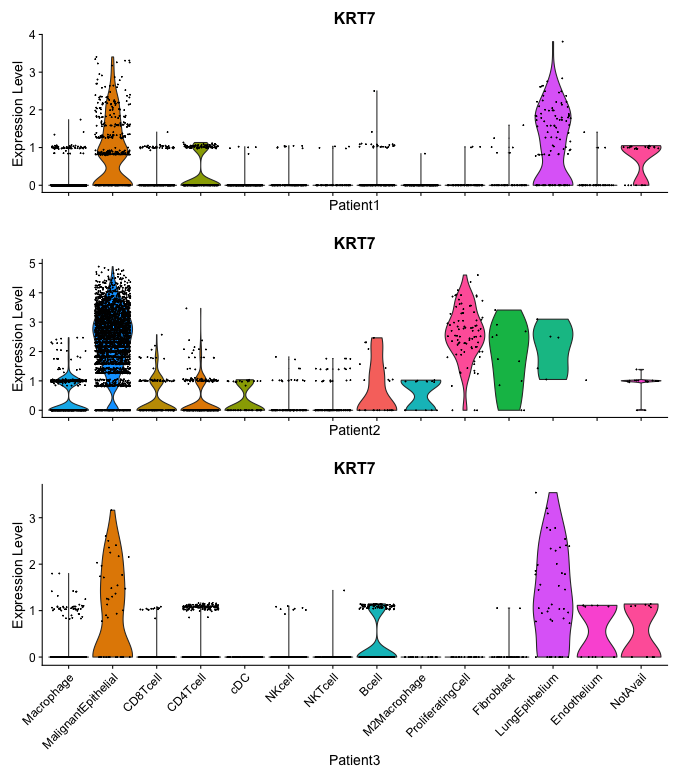 KRT7
4
3
2
1
0
Expression Level
Patient1
KRT7
5
4
3
2
1
0
Expression Level
Patient2
KRT7
3
2
1
0
Expression Level
Macrophage
MalignantEpithelial
CD8Tcell
CD4Tcell
cDC
NKcell
NKTcell
Bcell
M2Macrophage
ProliferatingCell
Fibroblast
LungEpithelium
Endothelium
NotAvail
Patient3